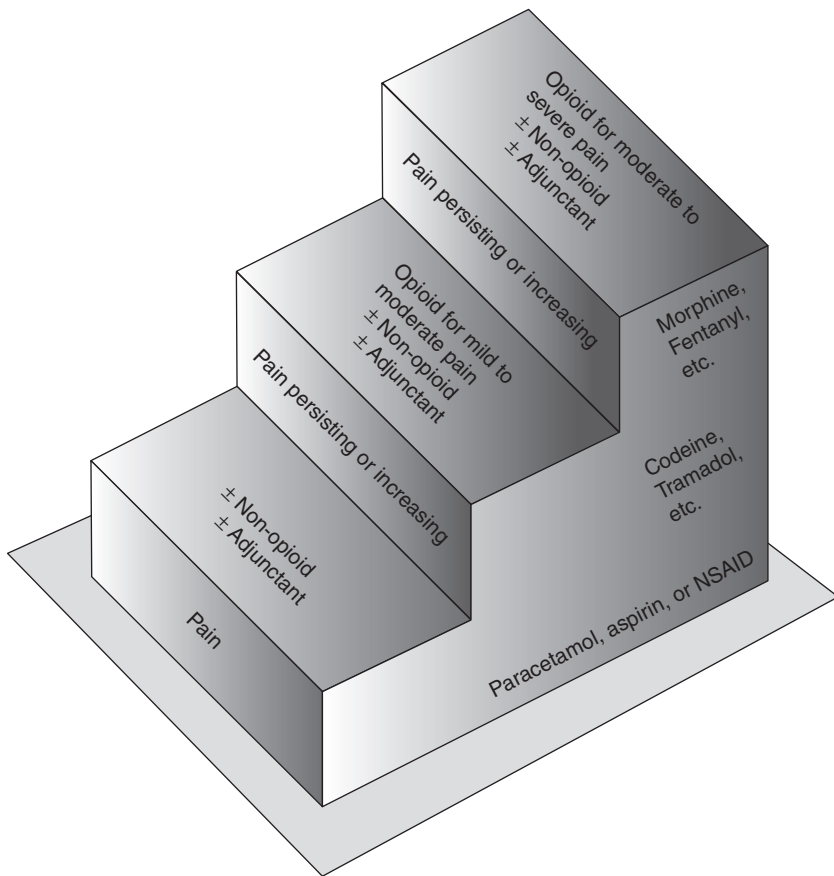 Opioid for moderate to
severe pain
± Non-opioid
± Adjunctant
Pain persisting or increasing
Opioid for mild to
moderate pain
± Non-opioid
± Adjunctant
Pain persisting or increasing
± Non-opioid
± Adjunctant
Pain
Morphine,
Fentanyl,
etc.
Codeine,
Tramadol,
etc.
Paracetamol, aspirin, or NSAID